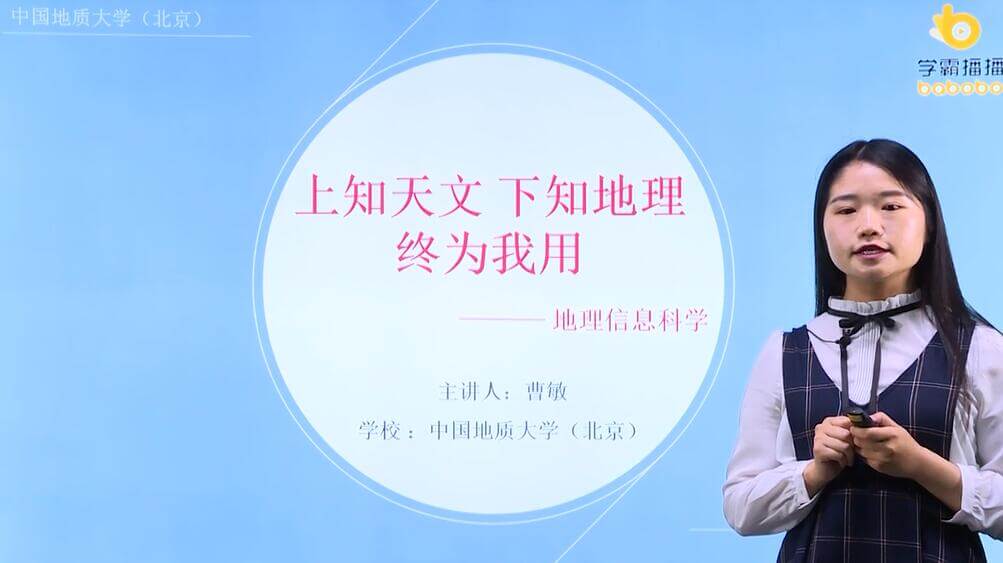 中国地质大学（北京）
学霸播播
bobobo
上知天文 下知地理
终为我用
———地理信息科学
主讲人：曹敏
学校：中国地质大学（北京）